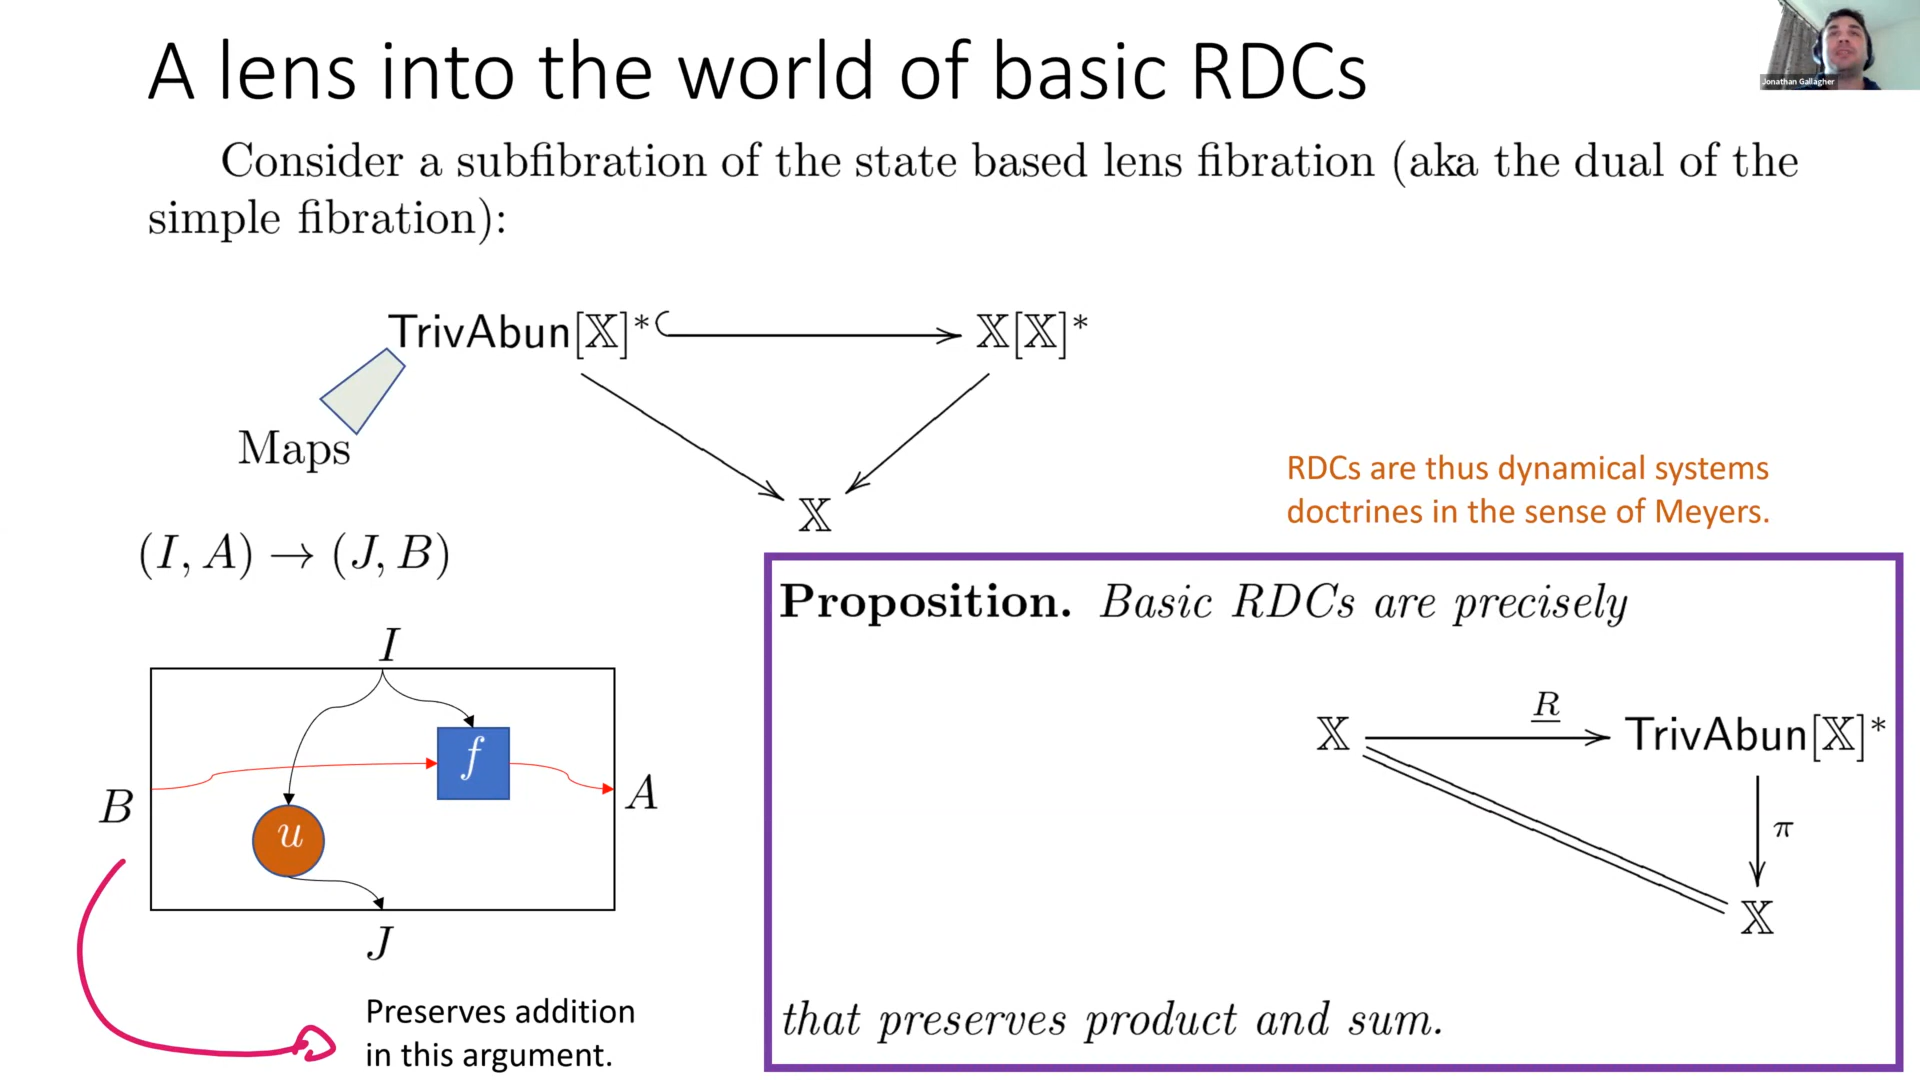 A lens into the world of basic RDCs
Jonathan Gallagher
Consider a subfibration of the state based lens fibration (aka the dual of the
simple fibration):
TrivAbun[𝕏]* 𝕏[𝕏]*
Maps
𝕏
RDCs are thus dynamical systems
doctrines in the sense of Meyers.
(I, A) → (J, B)
I
f
B
A
u
J
Preserves addition
in this argument.
Proposition. Basic RDCs are precisely
R
𝕏 TrivAbun[𝕏]*
π
𝕏
that preserves product and sum.